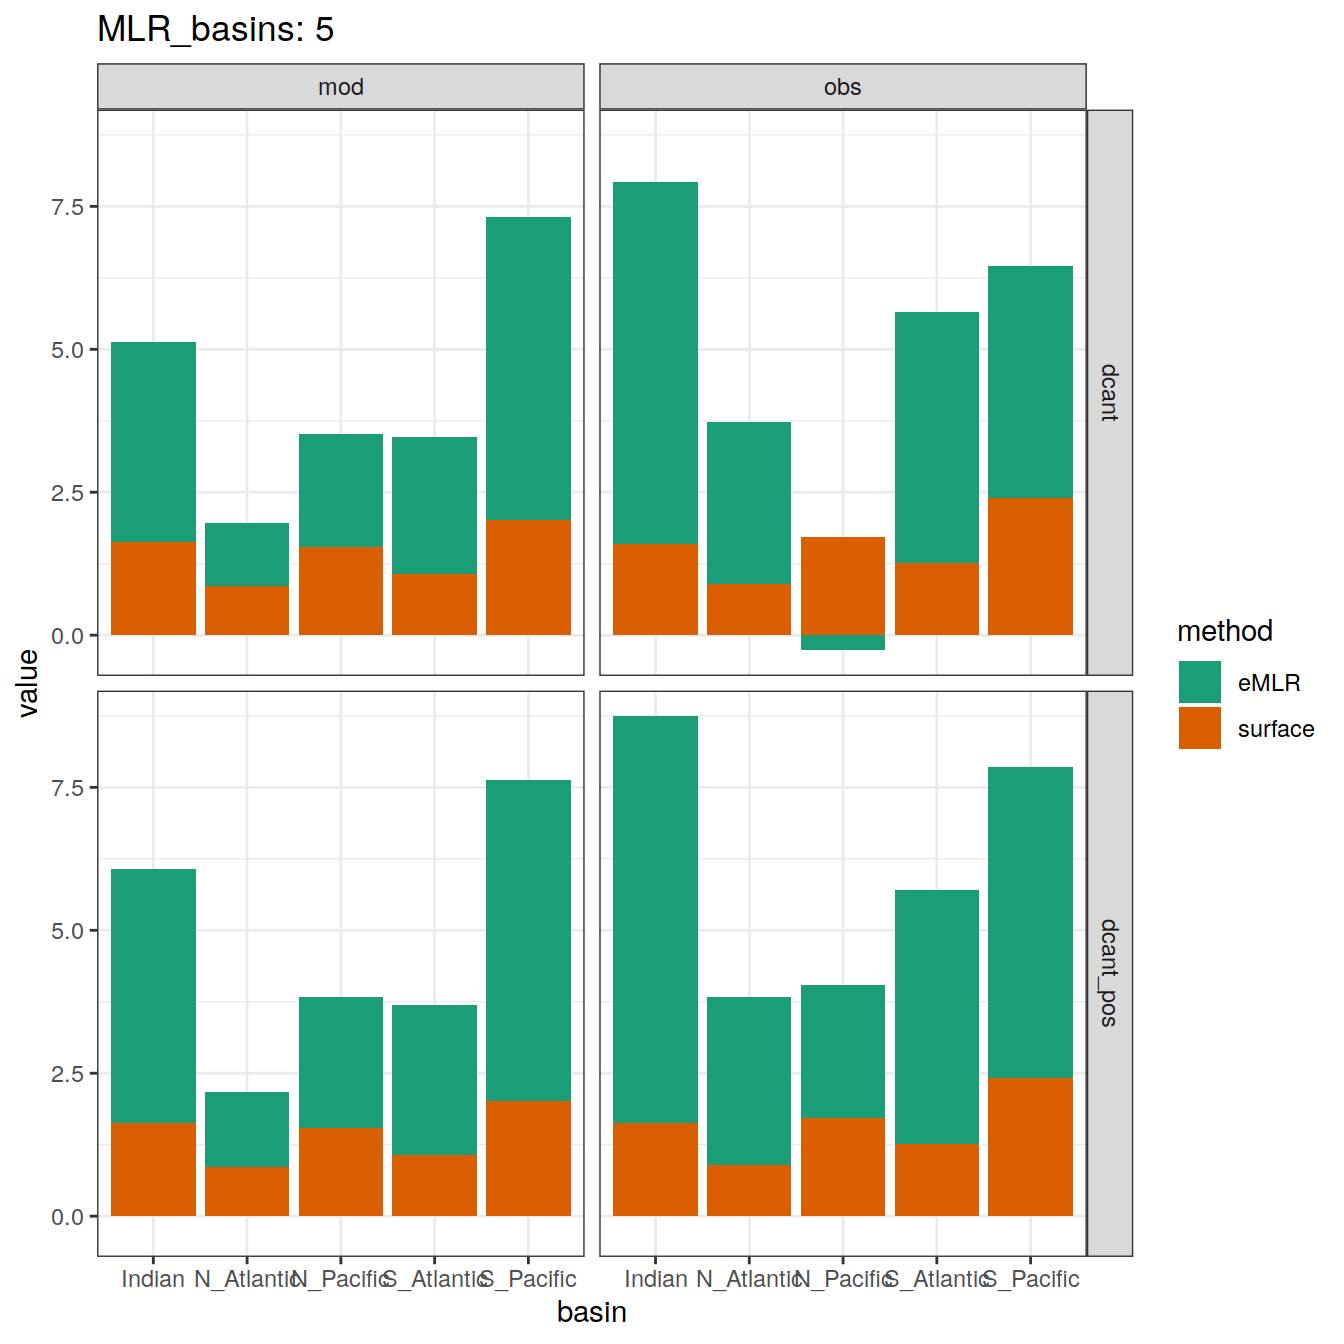 MLR_basins: 5
mod
obs
7.5
5.0
2.5
0.0
dcant
7.5
5.0
2.5
0.0
dcant_pos
value
method
eMLR
surface
Indian N_Atlantic N_Pacific S_Atlantic S_Pacific
Indian N_Atlantic N_Pacific S_Atlantic S_Pacific
basin